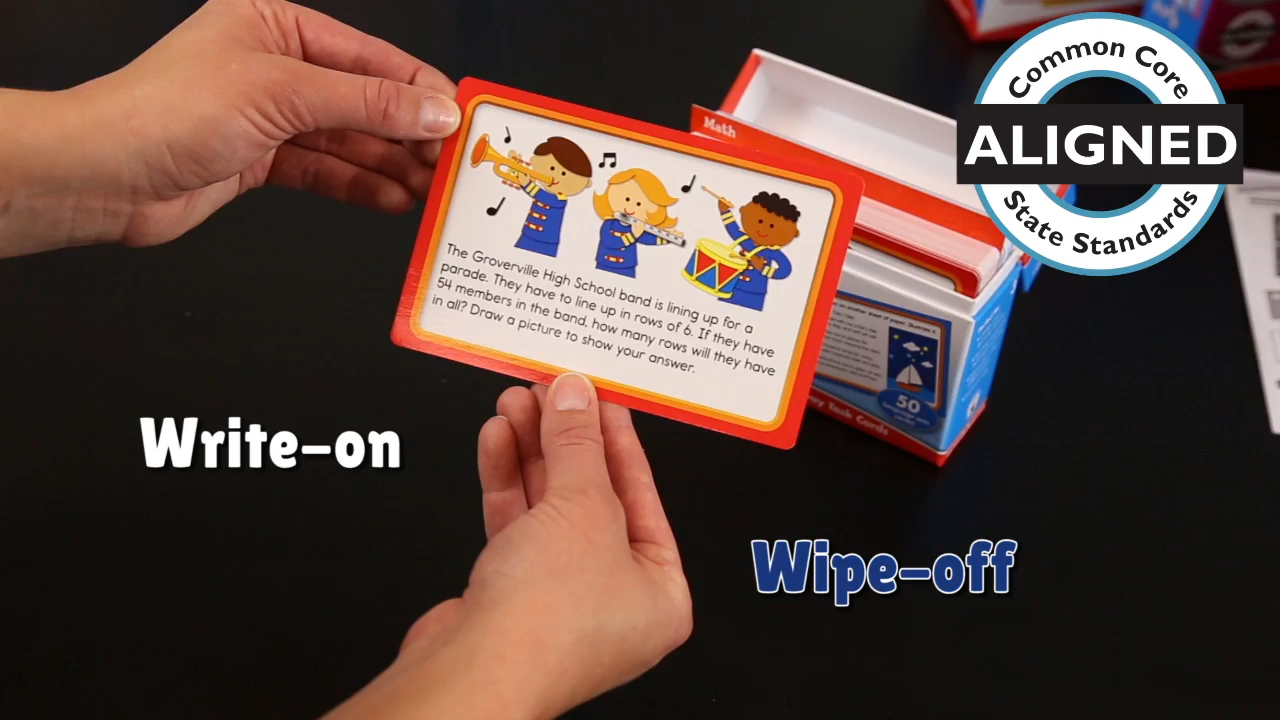 Common Core
ALIGNED
State Standards
Math
The Groverville High School band is lining up for a
parade. They have to line up in rows of 6. If they have
54 members in the band, how many rows will they have
in all? Draw a picture to show your answer.
50
Task Cards
Write-on
Wipe-off